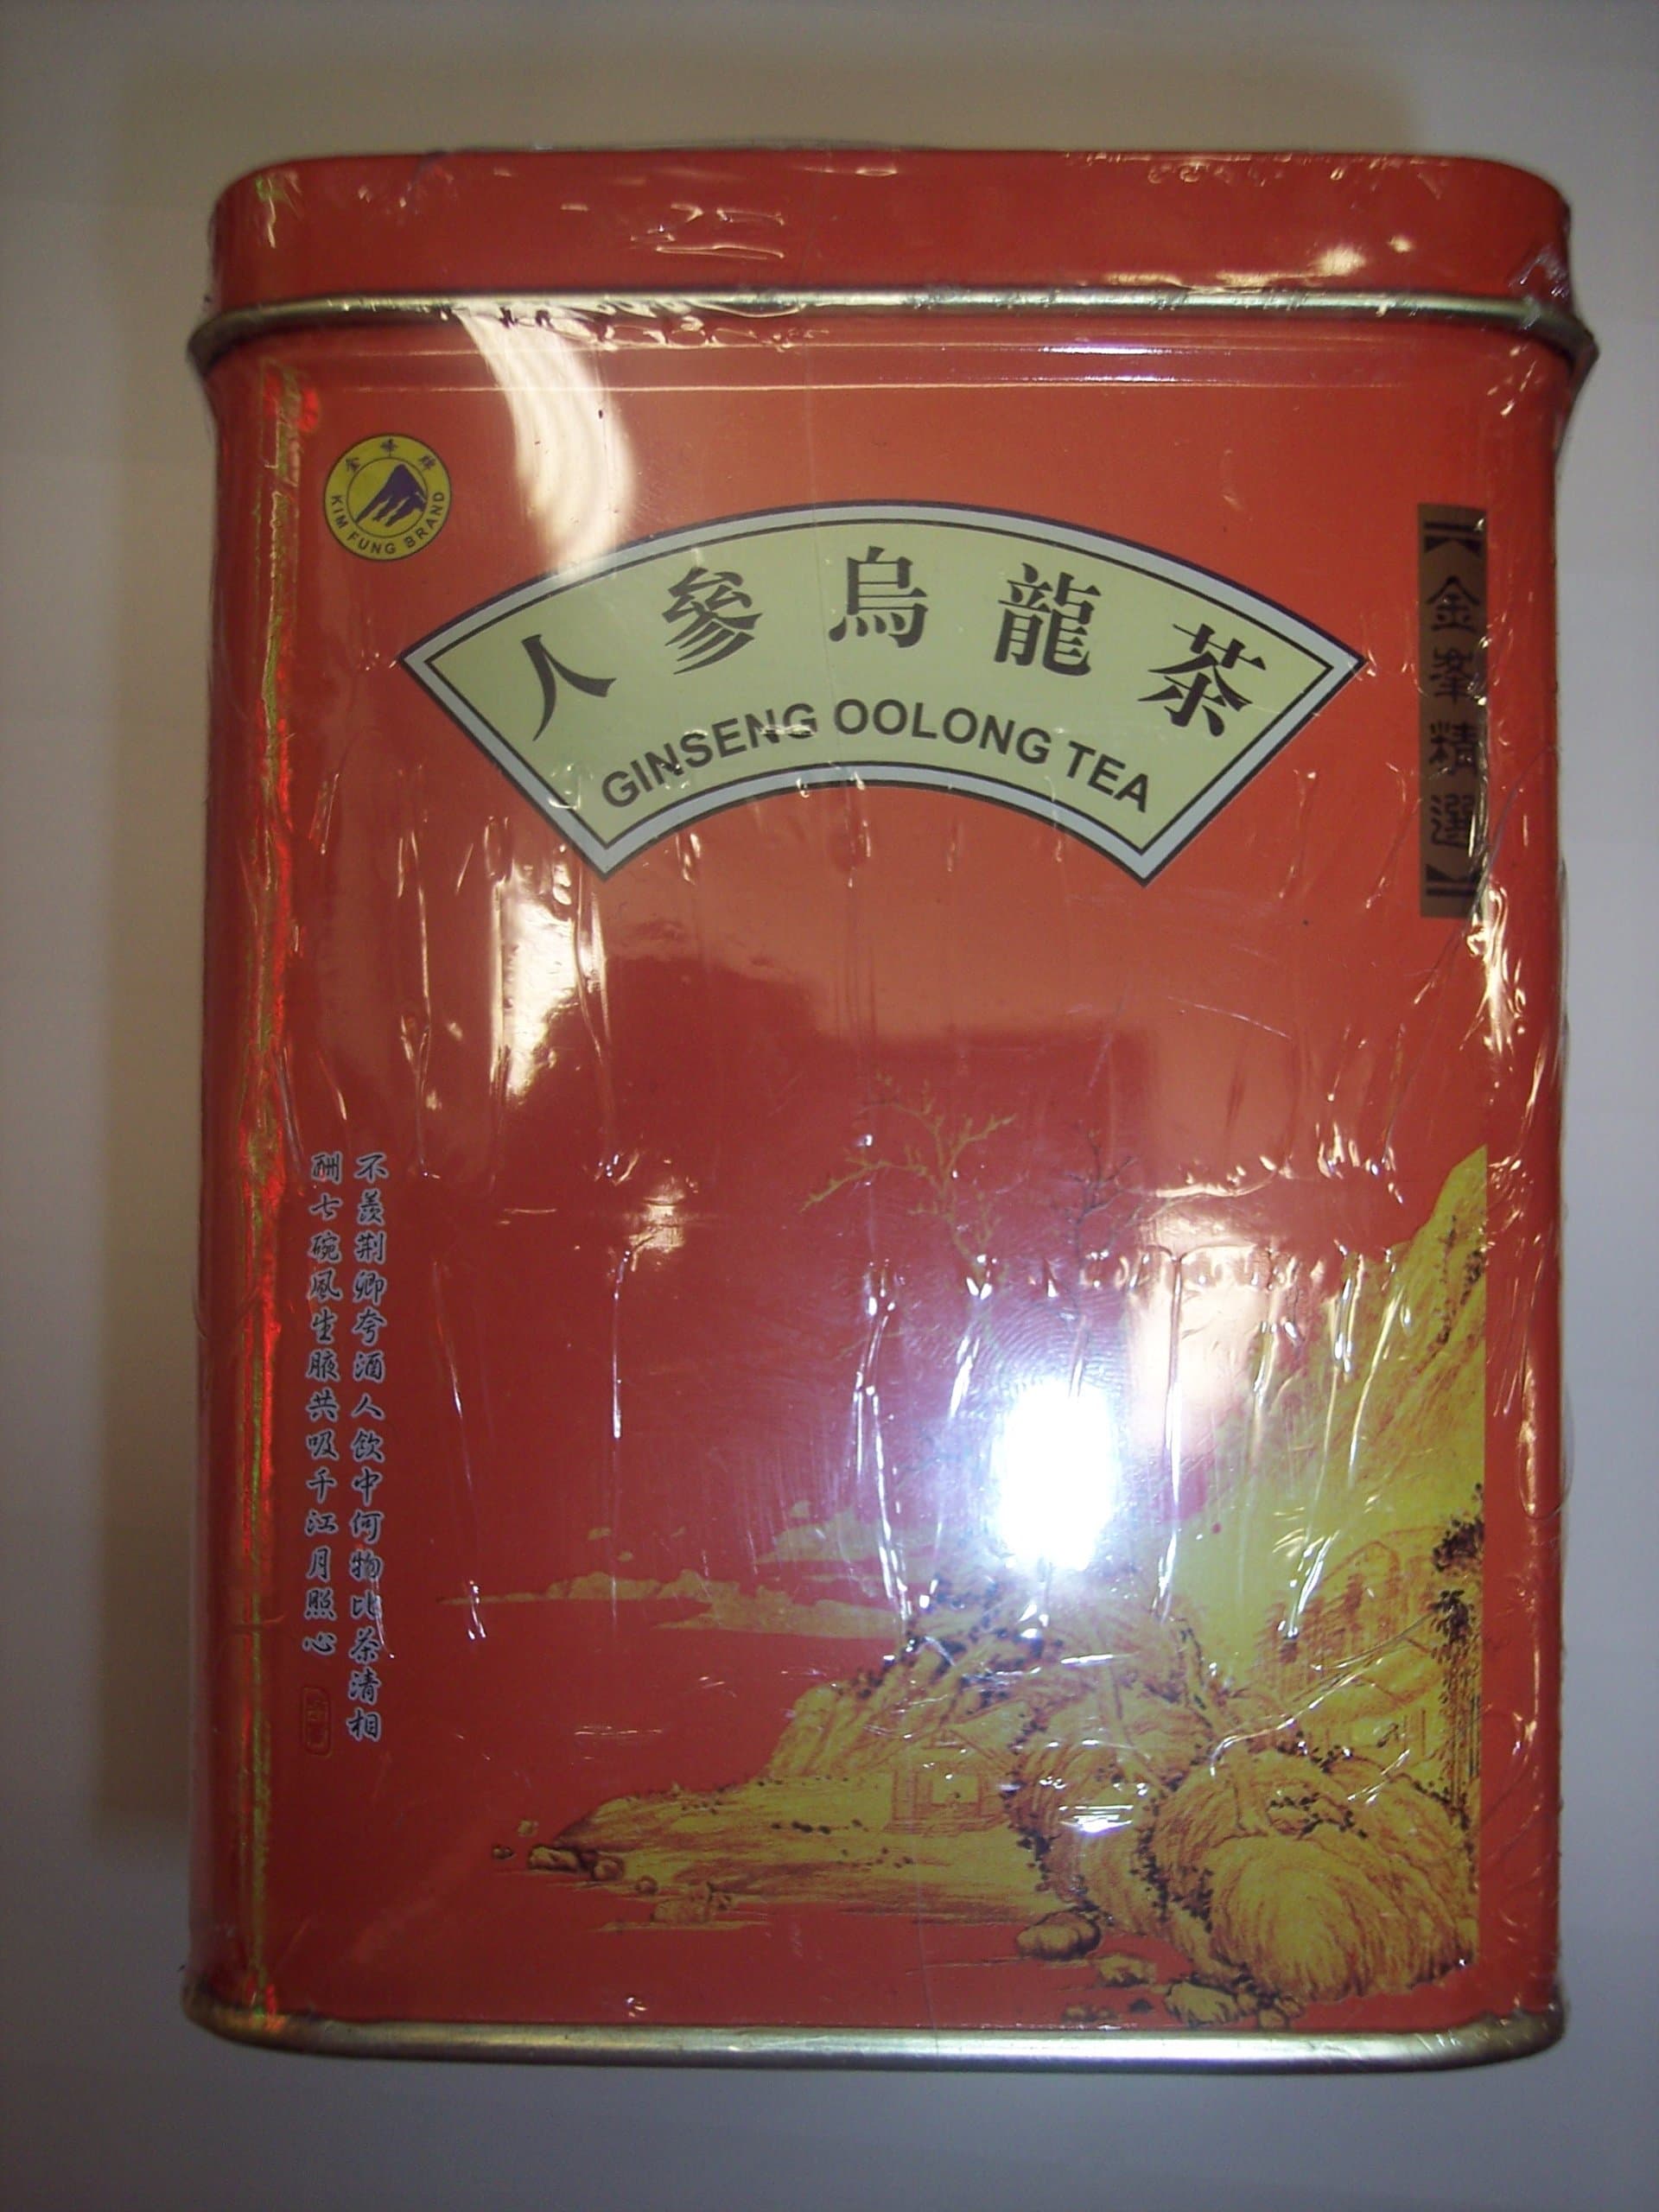 金峰牌
KIM FUNG BRAND
人參烏龍茶
GINSENG OOLONG TEA
【金峯精選】
不羨荆卿夸酒人飲中何物比茶清相
酬七碗風生腋共吸千江月照心